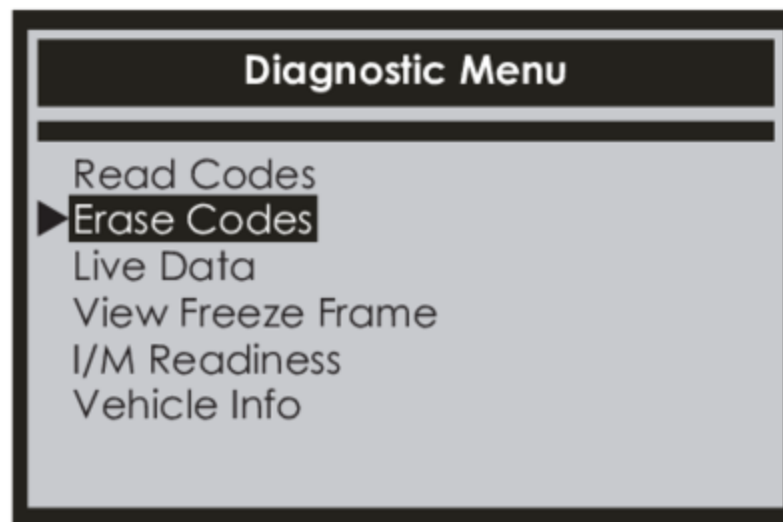 Diagnostic Menu
Read Codes
Erase Codes
Live Data
View Freeze Frame
I/M Readiness
Vehicle Info